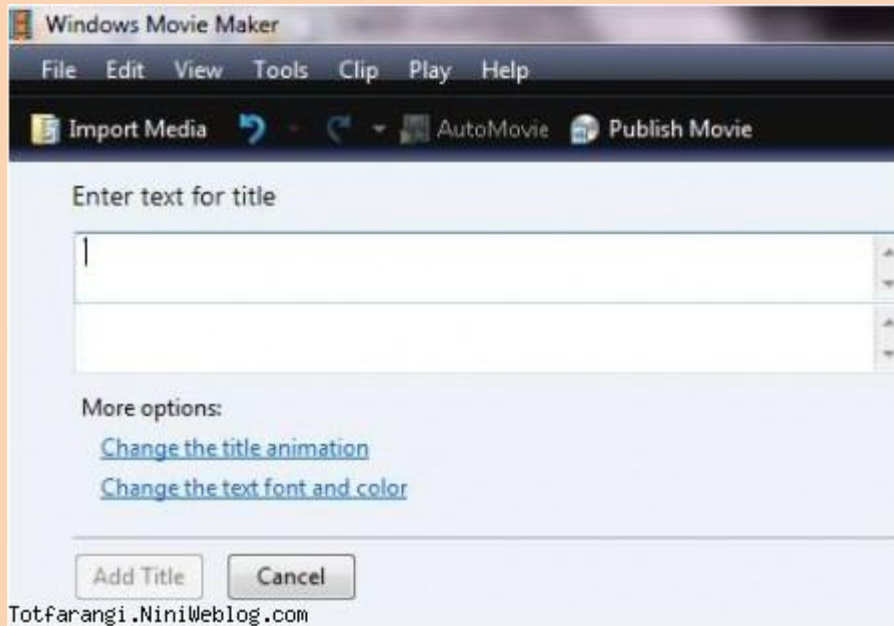 Windows Movie Maker
File Edit View Tools Clip Play Help
Import Media AutoMovie Publish Movie
Enter text for title
More options:
Change the title animation
Change the text font and color
Add Title Cancel
Totfarangi.NiniWeblog.com